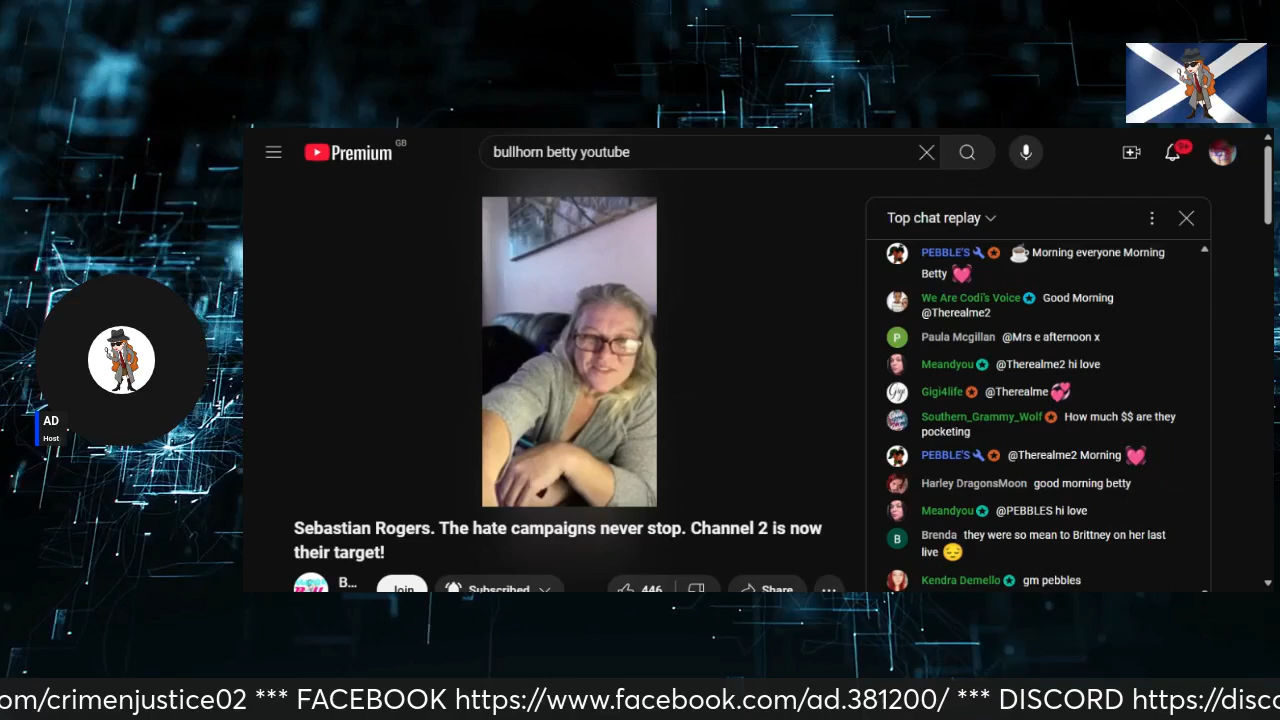 Premium GB
bullhorn betty youtube
9+
Top chat replay
PEBBLE'S Morning everyone Morning
Betty
We Are Codi's Voice Good Morning
@Therealme2
P
Paula Mcgillan @Mrs e afternoon x
Meandyou @Therealme2 hi love
Gigi4life @Therealme
Southern_Grammy_Wolf How much $$ are they
pocketing
PEBBLE'S @Therealme2 Morning
Harley DragonsMoon good morning betty
Meandyou @PEBBLES hi love
B
Brenda they were so mean to Brittney on her last
live
Kendra Demello gm pebbles
Sebastian Rogers. The hate campaigns never stop. Channel 2 is now
their target!
B...
Join
Subscribed
446
Share
AD
Host
om/crimenjustice02 *** FACEBOOK https://www.facebook.com/ad.381200/ *** DISCORD https://disco